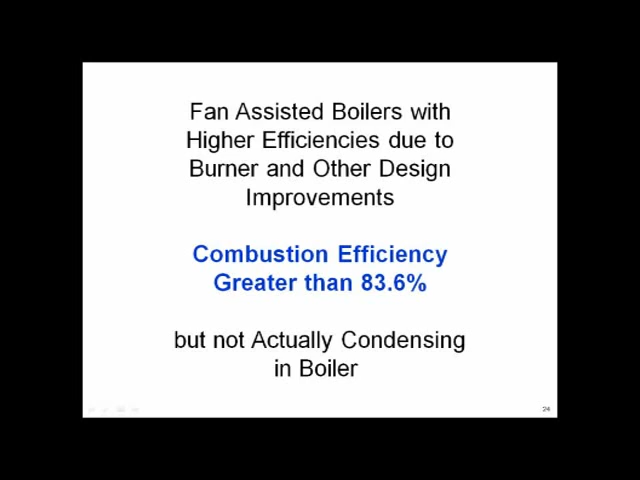 Fan Assisted Boilers with
Higher Efficiencies due to
Burner and Other Design
Improvements
Combustion Efficiency
Greater than 83.6%
but not Actually Condensing
in Boiler
24